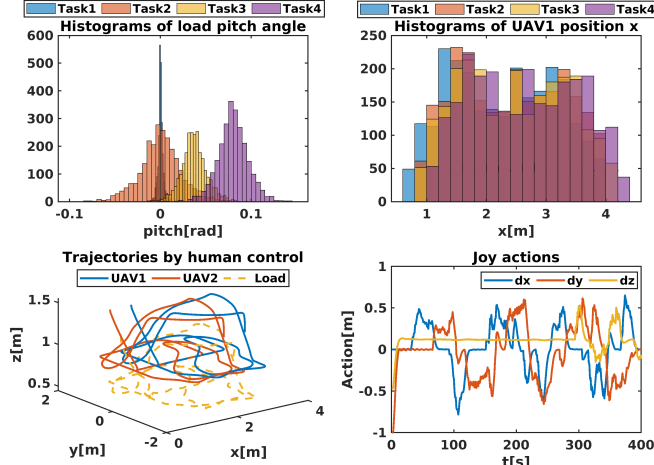 Task1 Task2 Task3 Task4
Histograms of load pitch angle
600
500
400
300
200
100
0
-0.1 0 0.1
pitch[rad]
Task1 Task2 Task3 Task4
Histograms of UAV1 position x
250
200
150
100
50
0
1 2 3 4
x[m]
Trajectories by human control
UAV1 UAV2 Load
1.5
1
0.5
z[m]
2
0
-2
y[m]
0
2
4
x[m]
Joy actions
dx dy dz
1
0.5
0
-0.5
-1
Action[m]
0 100 200 300 400
t[s]